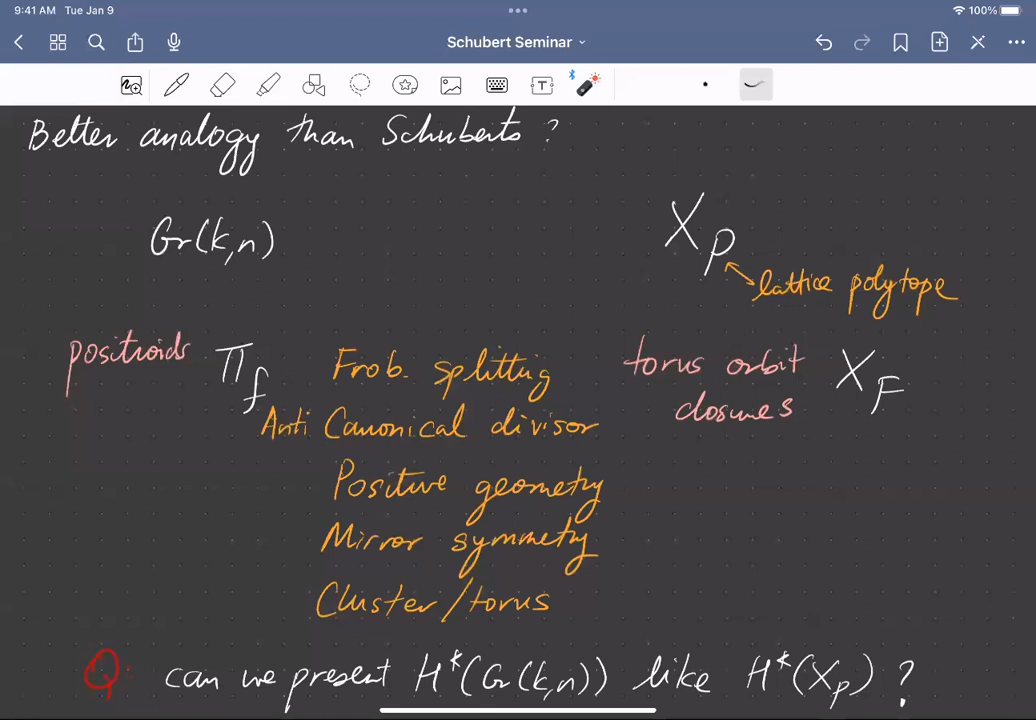 9:41 AM Tue Jan 9
100%
Schubert Seminar
Better analogy than Schuberts ?
Gr(k,n)
X_P
lattice polytope
positroids Π_f Frob. splitting torus orbit X_F
Anti Canonical divisor closures
Positive geometry
Mirror symmetry
Cluster/torus
Q: can we present H*(Gr(k,n)) like H*(X_P) ?